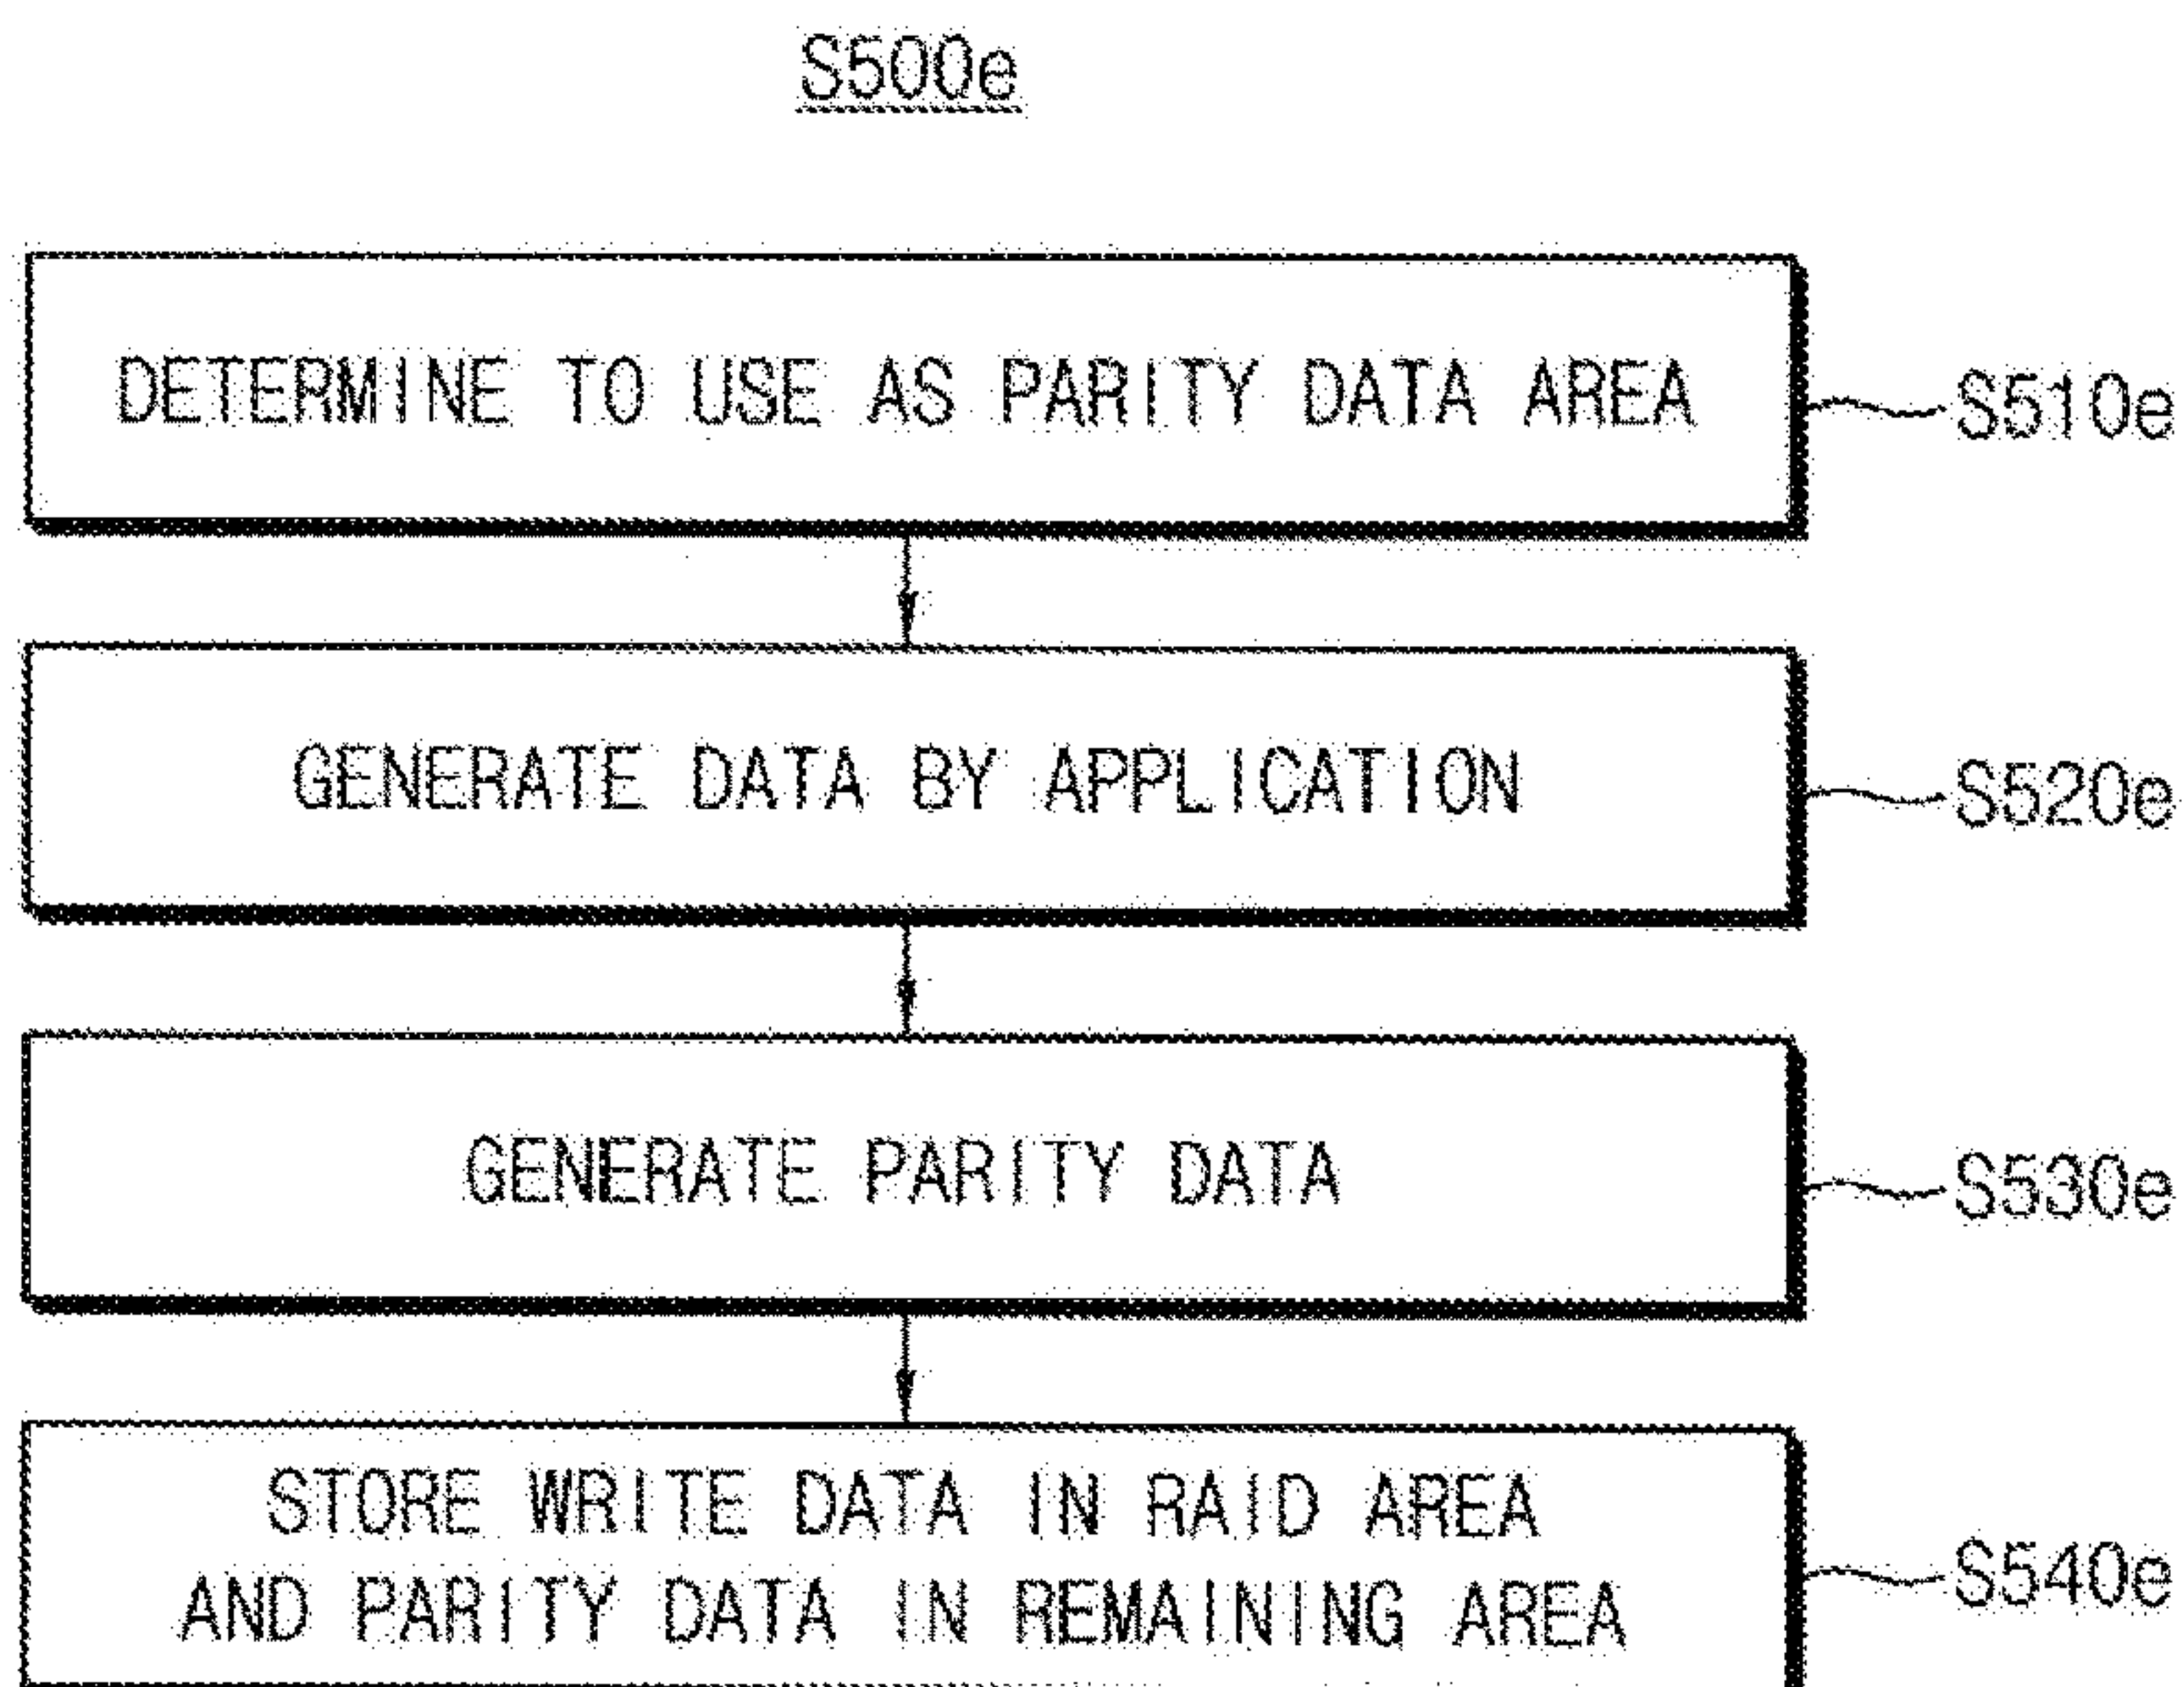 S500e
DETERMINE TO USE AS PARITY DATA AREA
S510e
GENERATE DATA BY APPLICATION
S520e
GENERATE PARITY DATA
S530e
STORE WRITE DATA IN RAID AREA
AND PARITY DATA IN REMAINING AREA
S540e